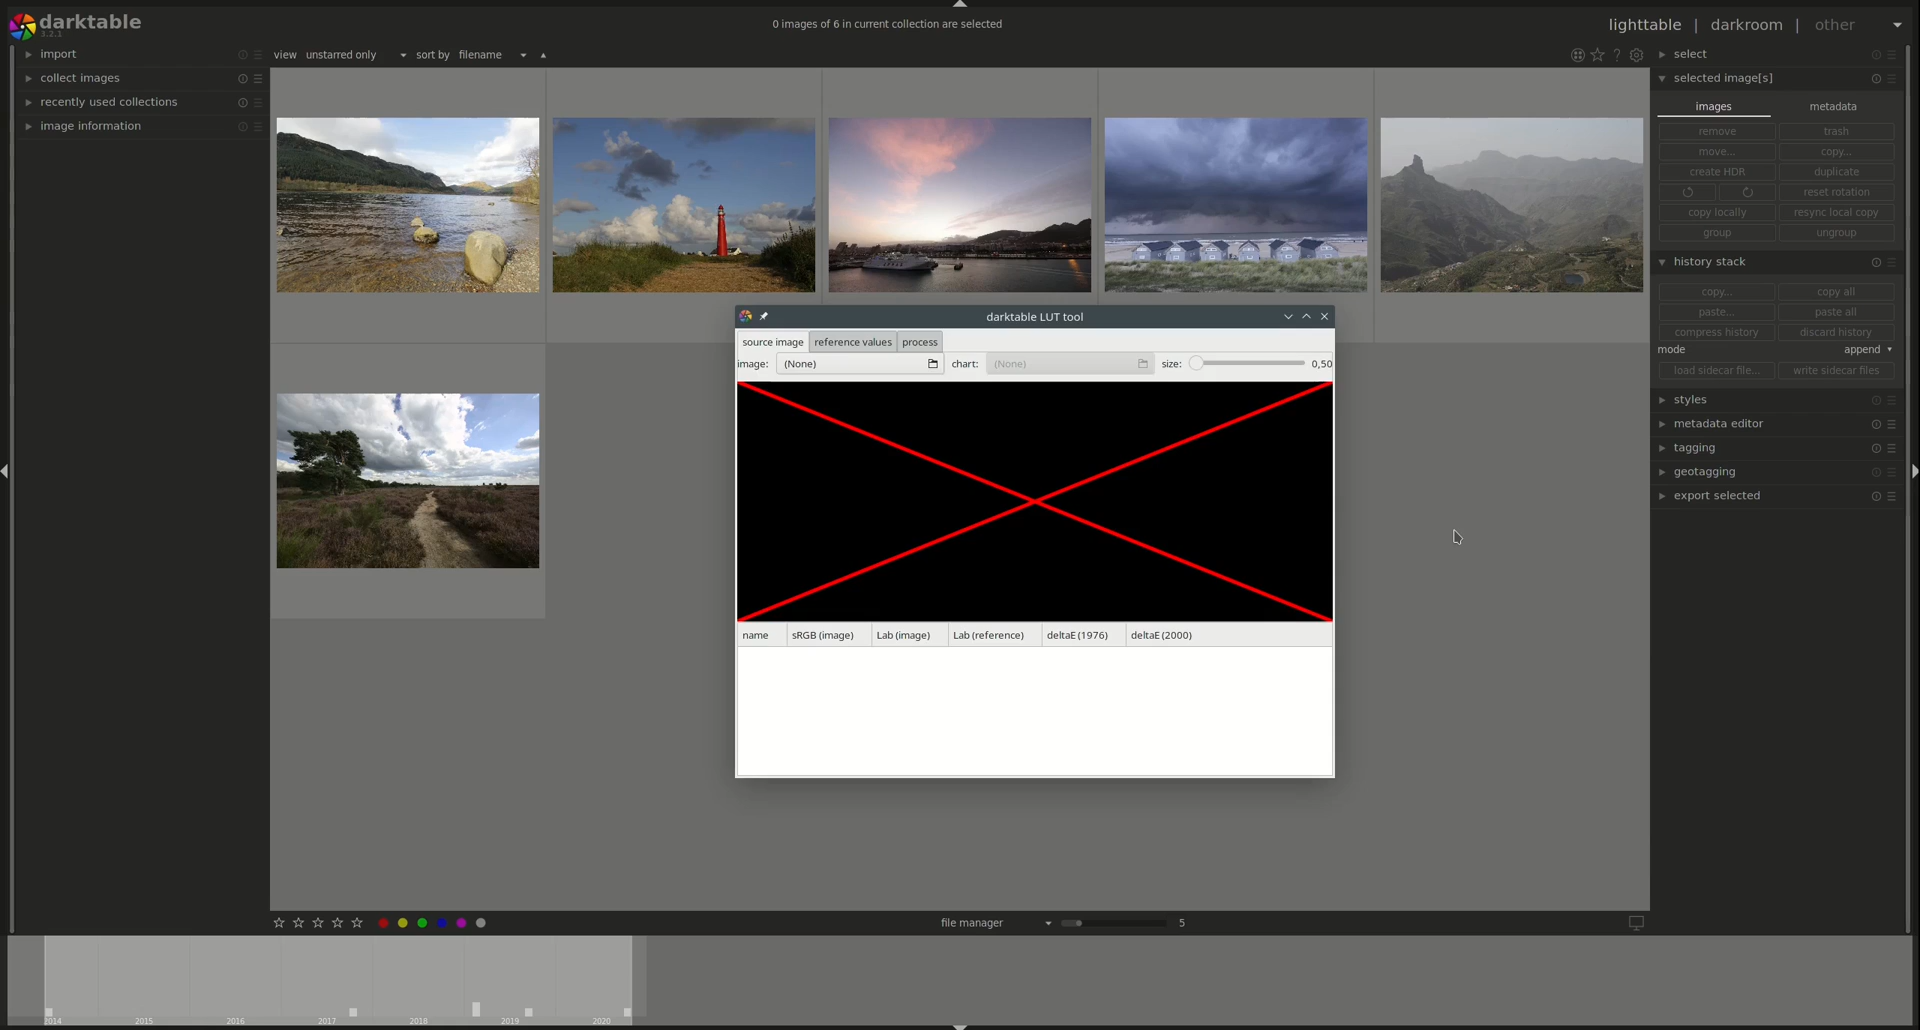 darktable
3.2.1
0 images of 6 in current collection are selected
lighttable | darkroom | other
import
collect images
recently used collections
image information
view unstarred only sort by filename
select
selected image[s]
images metadata
remove trash
move... copy...
create HDR duplicate
reset rotation
copy locally resync local copy
group ungroup
history stack
copy... copy all
paste... paste all
compress history discard history
mode append
load sidecar file... write sidecar files
styles
metadata editor
tagging
geotagging
export selected
darktable LUT tool
source image reference values process
image: (None) chart: (None) size: 0,50
name sRGB (image) Lab (image) Lab (reference) deltaE (1976) deltaE (2000)
file manager 5
2014 2015 2016 2017 2018 2019 2020